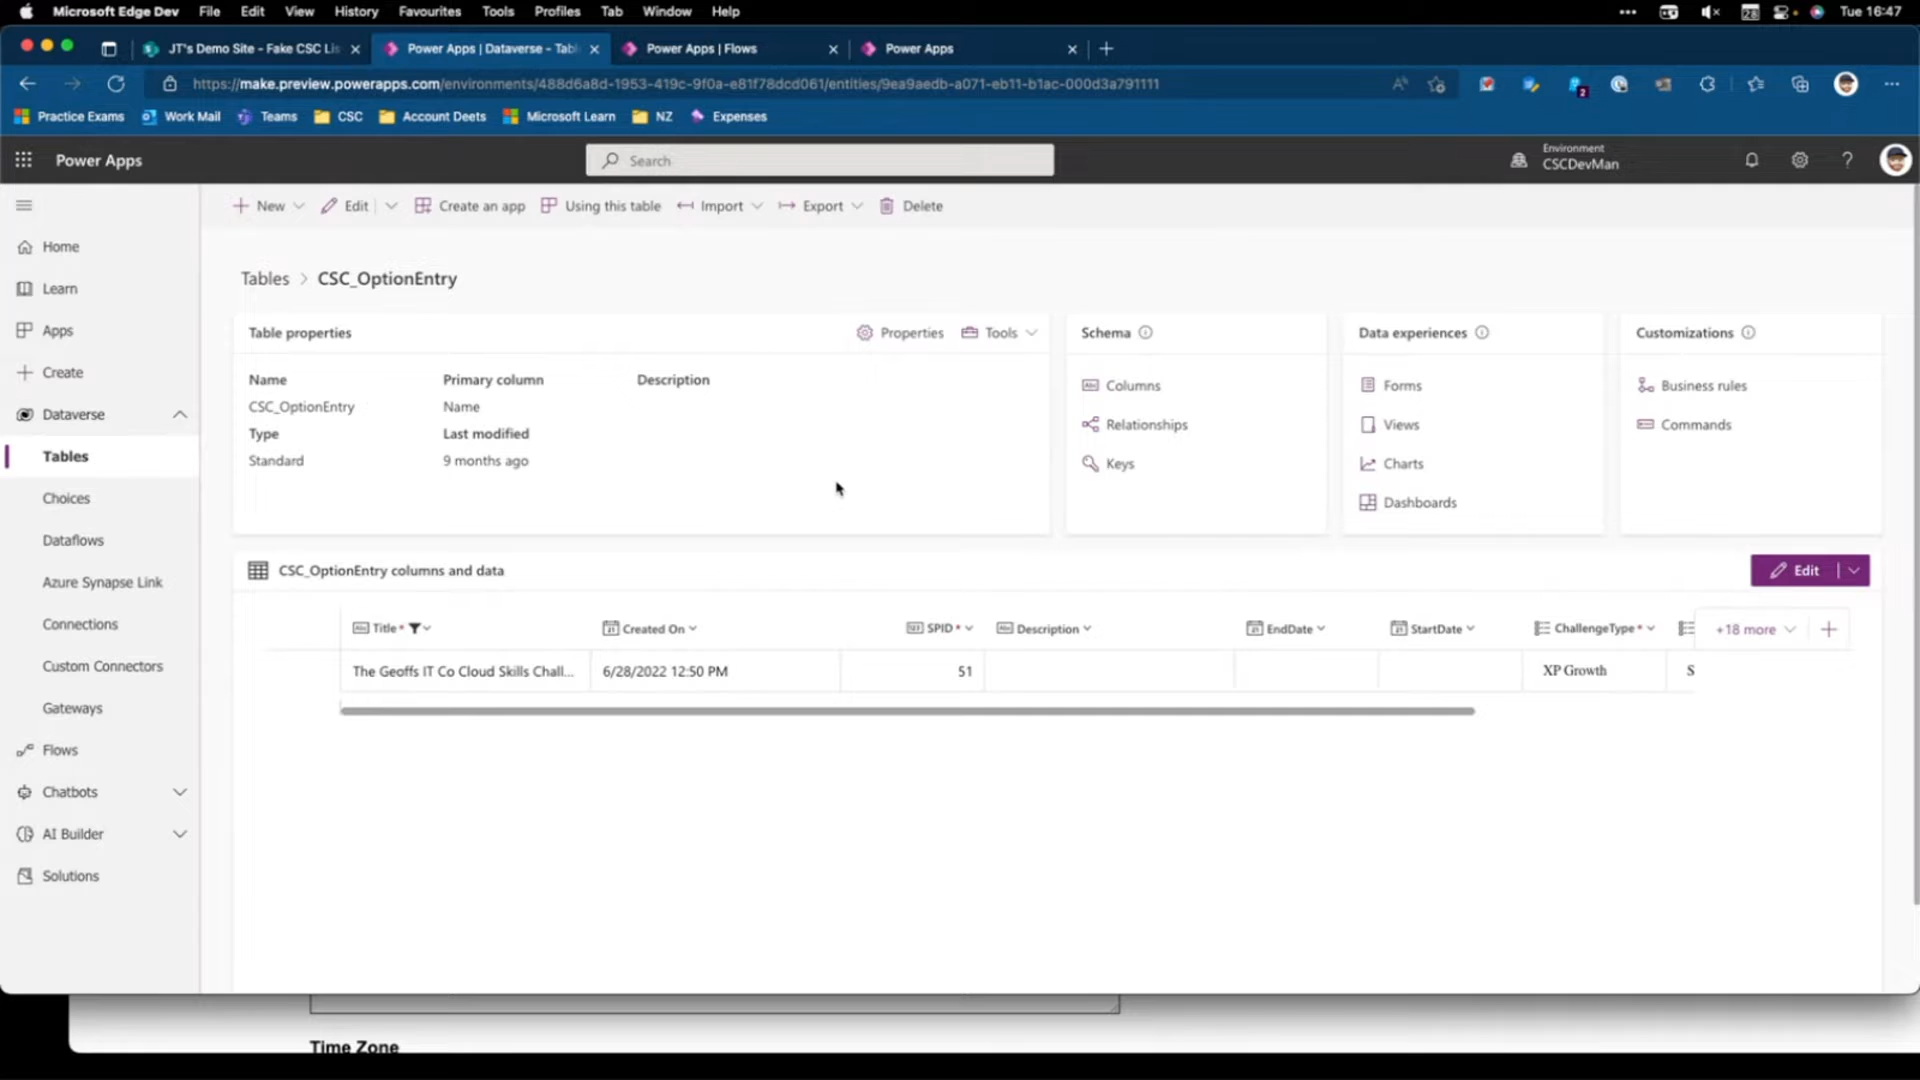 Microsoft Edge Dev File Edit View History Favourites Tools Profiles Tab Window Help
28 Tue 16:47
JT's Demo Site - Fake CSC Lis Power Apps | Dataverse - Tabl Power Apps | Flows Power Apps
https://make.preview.powerapps.com/environments/488d6a8d-1953-419c-9f0a-e81f78dcd061/entities/9ea9aedb-a071-eb11-b1ac-000d3a791111
2
Practice Exams Work Mail Teams CSC Account Deets Microsoft Learn NZ Expenses
Power Apps
Search
Environment
CSCDevMan
New Edit Create an app Using this table Import Export Delete
Home
Learn
Apps
Create
Dataverse
Tables
Choices
Dataflows
Azure Synapse Link
Connections
Custom Connectors
Gateways
Flows
Chatbots
AI Builder
Solutions
Tables > CSC_OptionEntry
Table properties Properties Tools
Name Primary column Description
CSC_OptionEntry Name
Type Last modified
Standard 9 months ago
Schema
Columns
Relationships
Keys
Data experiences
Forms
Views
Charts
Dashboards
Customizations
Business rules
Commands
CSC_OptionEntry columns and data
Edit
Title * Created On SPID * Description EndDate StartDate ChallengeType * +18 more
The Geoffs IT Co Cloud Skills Chall... 6/28/2022 12:50 PM 51 XP Growth S
Time Zone